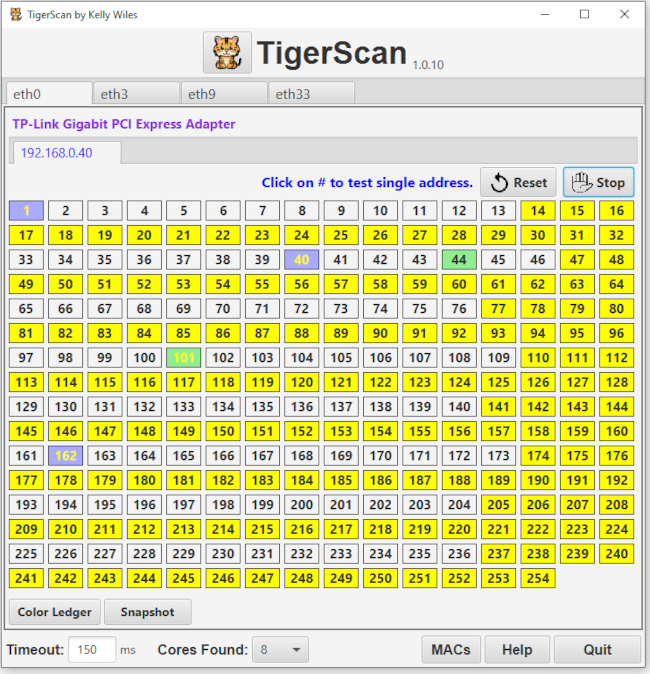 TigerScan by Kelly Wiles
TigerScan 1.0.10
eth0 eth3 eth9 eth33
TP-Link Gigabit PCI Express Adapter
192.168.0.40
Click on # to test single address. Reset Stop
1 2 3 4 5 6 7 8 9 10 11 12 13 14 15 16
17 18 19 20 21 22 23 24 25 26 27 28 29 30 31 32
33 34 35 36 37 38 39 40 41 42 43 44 45 46 47 48
49 50 51 52 53 54 55 56 57 58 59 60 61 62 63 64
65 66 67 68 69 70 71 72 73 74 75 76 77 78 79 80
81 82 83 84 85 86 87 88 89 90 91 92 93 94 95 96
97 98 99 100 101 102 103 104 105 106 107 108 109 110 111 112
113 114 115 116 117 118 119 120 121 122 123 124 125 126 127 128
129 130 131 132 133 134 135 136 137 138 139 140 141 142 143 144
145 146 147 148 149 150 151 152 153 154 155 156 157 158 159 160
161 162 163 164 165 166 167 168 169 170 171 172 173 174 175 176
177 178 179 180 181 182 183 184 185 186 187 188 189 190 191 192
193 194 195 196 197 198 199 200 201 202 203 204 205 206 207 208
209 210 211 212 213 214 215 216 217 218 219 220 221 222 223 224
225 226 227 228 229 230 231 232 233 234 235 236 237 238 239 240
241 242 243 244 245 246 247 248 249 250 251 252 253 254
Color Ledger Snapshot
Timeout: 150 ms Cores Found: 8 MACs Help Quit